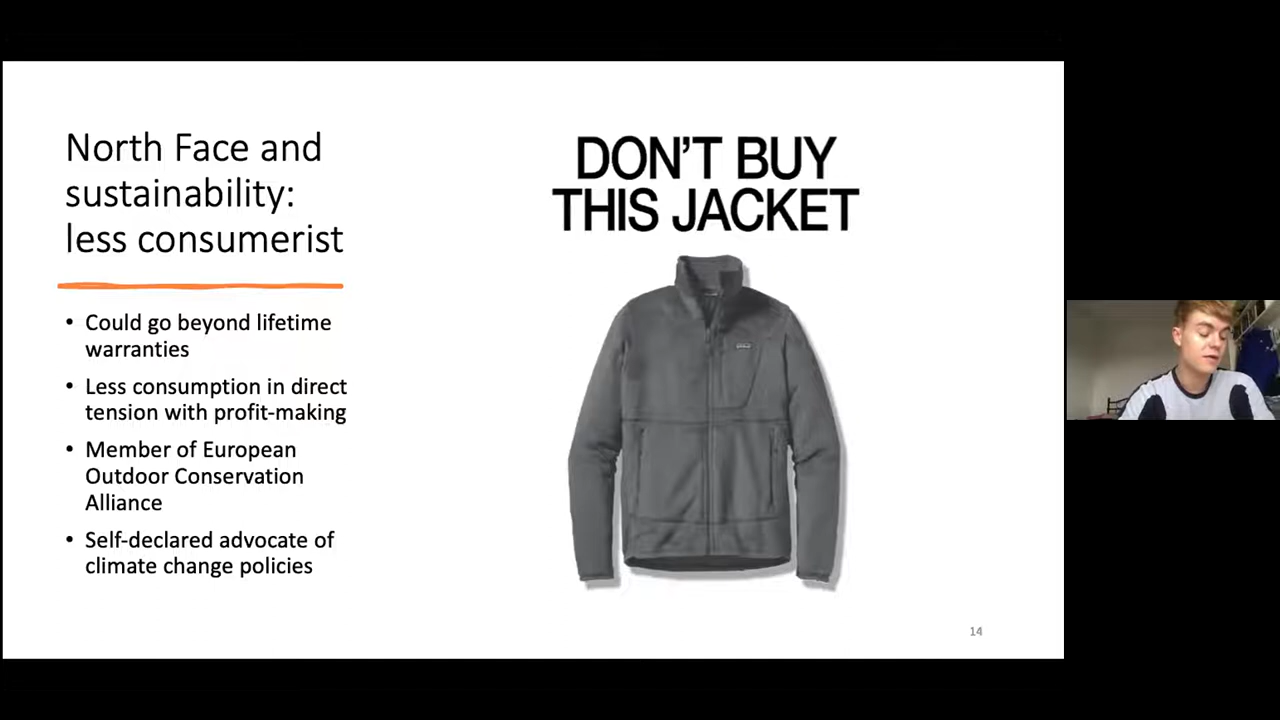 North Face and
sustainability:
less consumerist
• Could go beyond lifetime
warranties
• Less consumption in direct
tension with profit-making
• Member of European
Outdoor Conservation
Alliance
• Self-declared advocate of
climate change policies
DON'T BUY
THIS JACKET
14